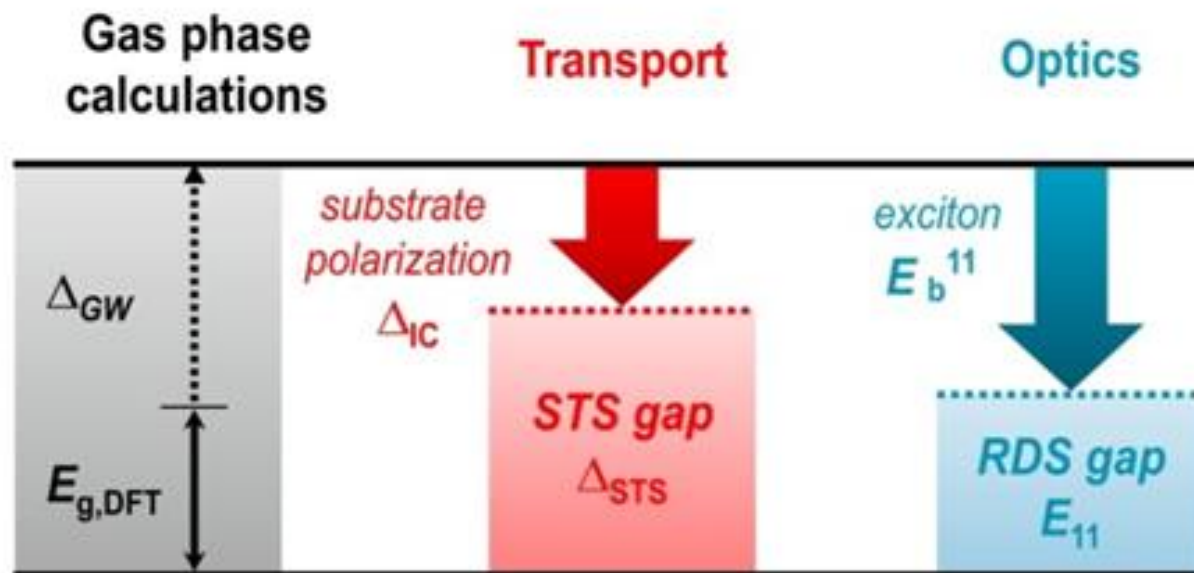 Gas phase
calculations
Transport
Optics
substrate
polarization
Δ_IC
exciton
E_b^11
Δ_GW
STS gap
Δ_STS
RDS gap
E_11
E_g,DFT